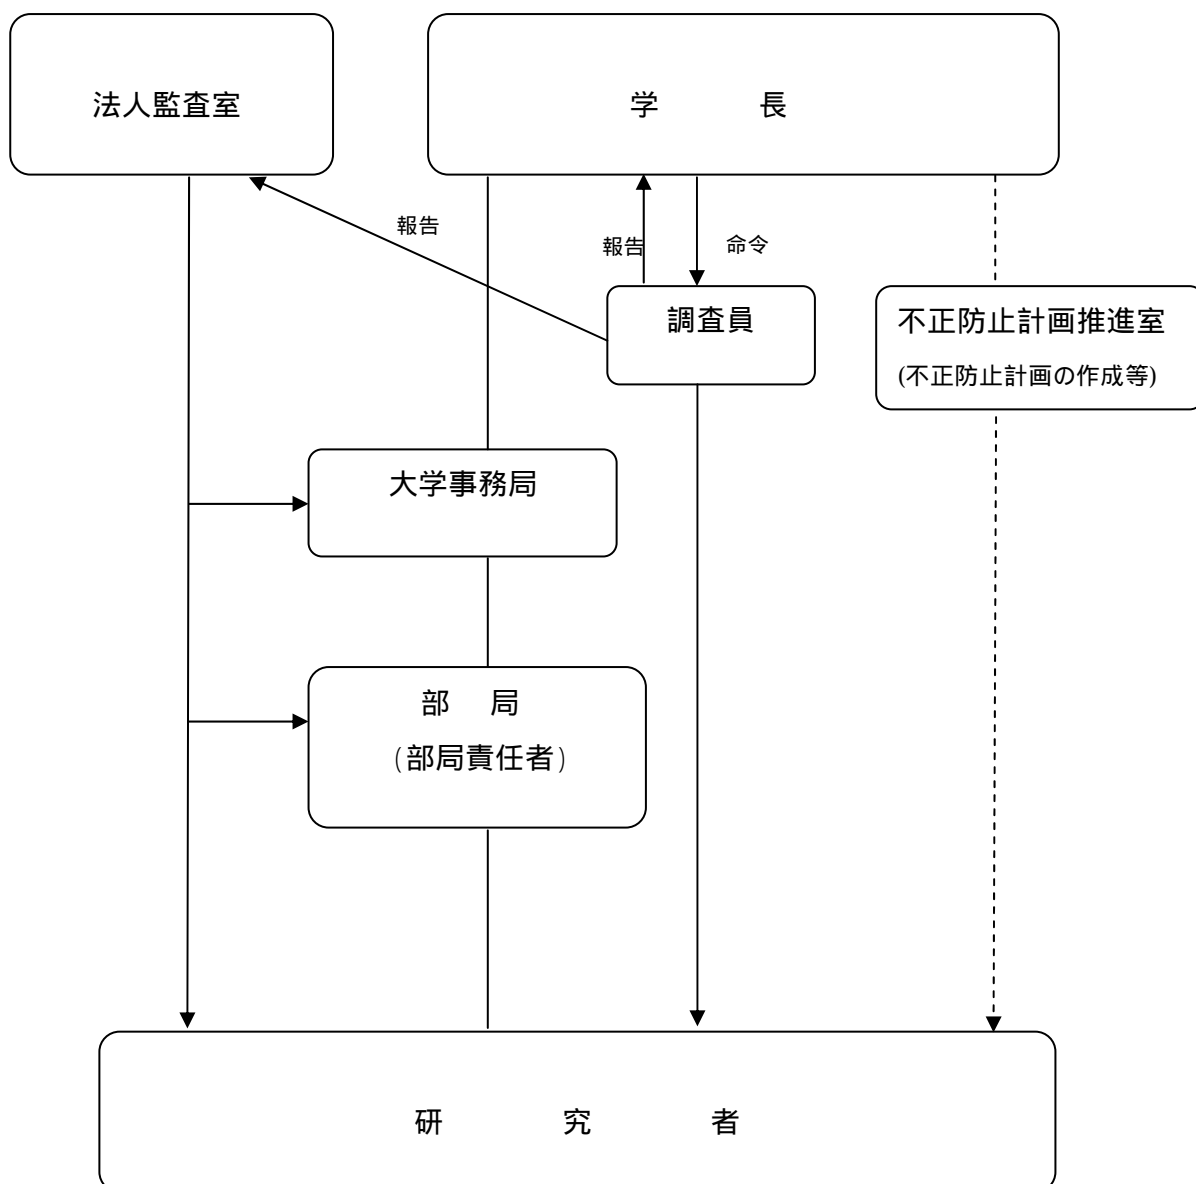 法人監査室
学長
報告
報告
命令
調査員
不正防止計画推進室
(不正防止計画の作成等)
大学事務局
部局
(部局責任者)
研究者